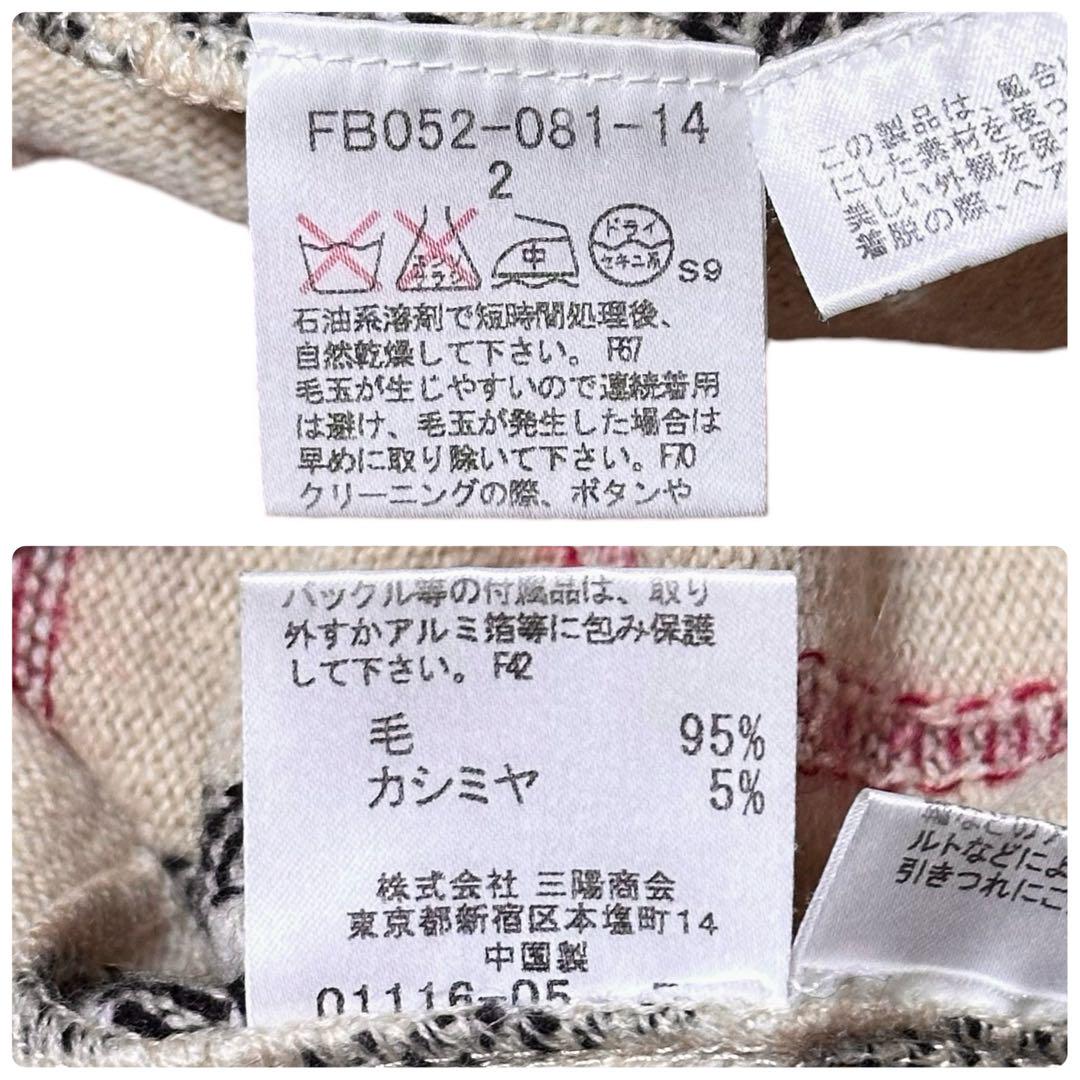 FB052-081-14
2
中
ドライ
セキユ系
S9
石油系溶剤で短時間処理後、
自然乾燥して下さい。 F67
毛玉が生じやすいので連続着用
は避け、毛玉が発生した場合は
早めに取り除いて下さい。F70
クリーニングの際、ボタンや
この製品は、風合い
にした素材を使っ
美しい外観を保
着脱の際、ヘア
バックル等の付属品は、取り
外すかアルミ箔等に包み保護
して下さい。 F42
毛 95%
カシミヤ 5%
株式会社 三陽商会
東京都新宿区本塩町14
中国製
01116-05
ルトなどによ
引きつれにご